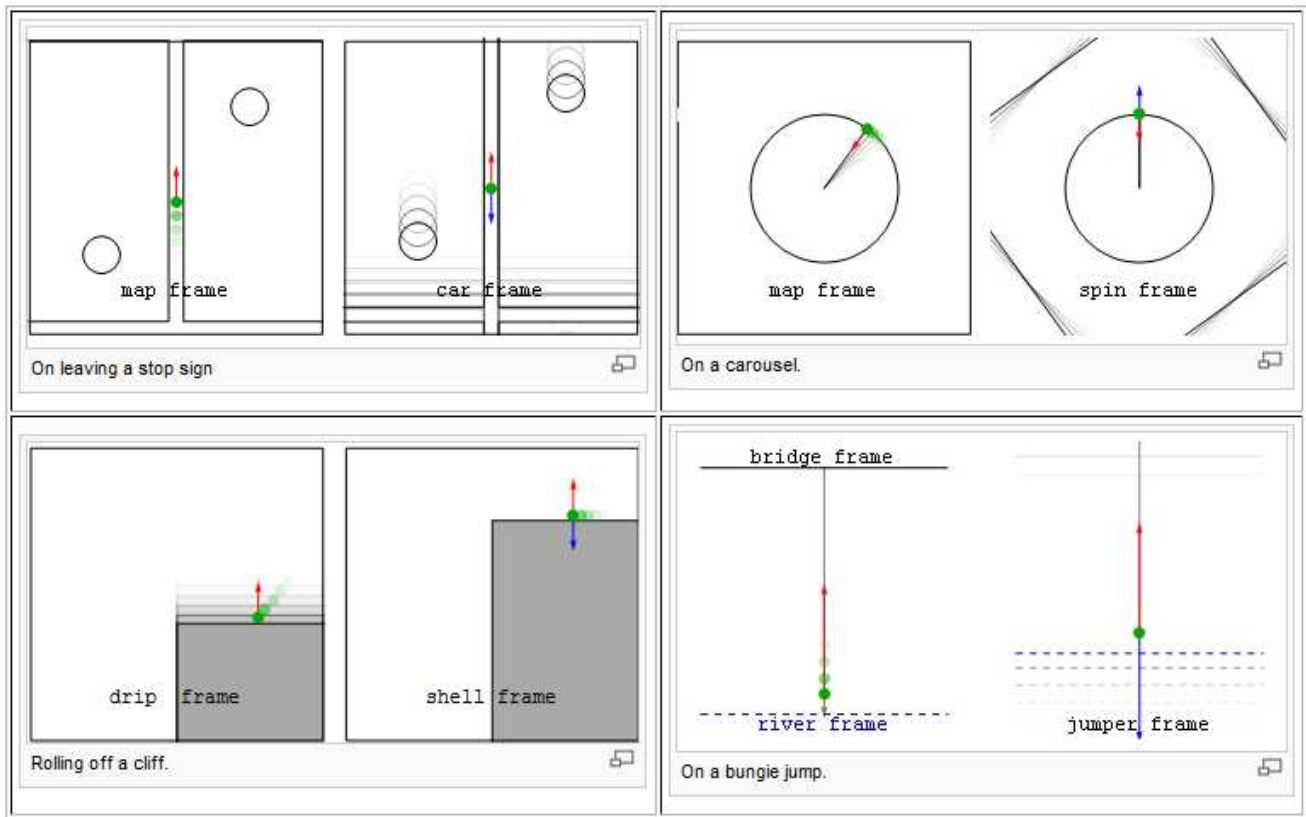 map frame
car frame
On leaving a stop sign
map frame
spin frame
On a carousel.
drip frame
shell frame
Rolling off a cliff.
bridge frame
river frame
jumper frame
On a bungie jump.